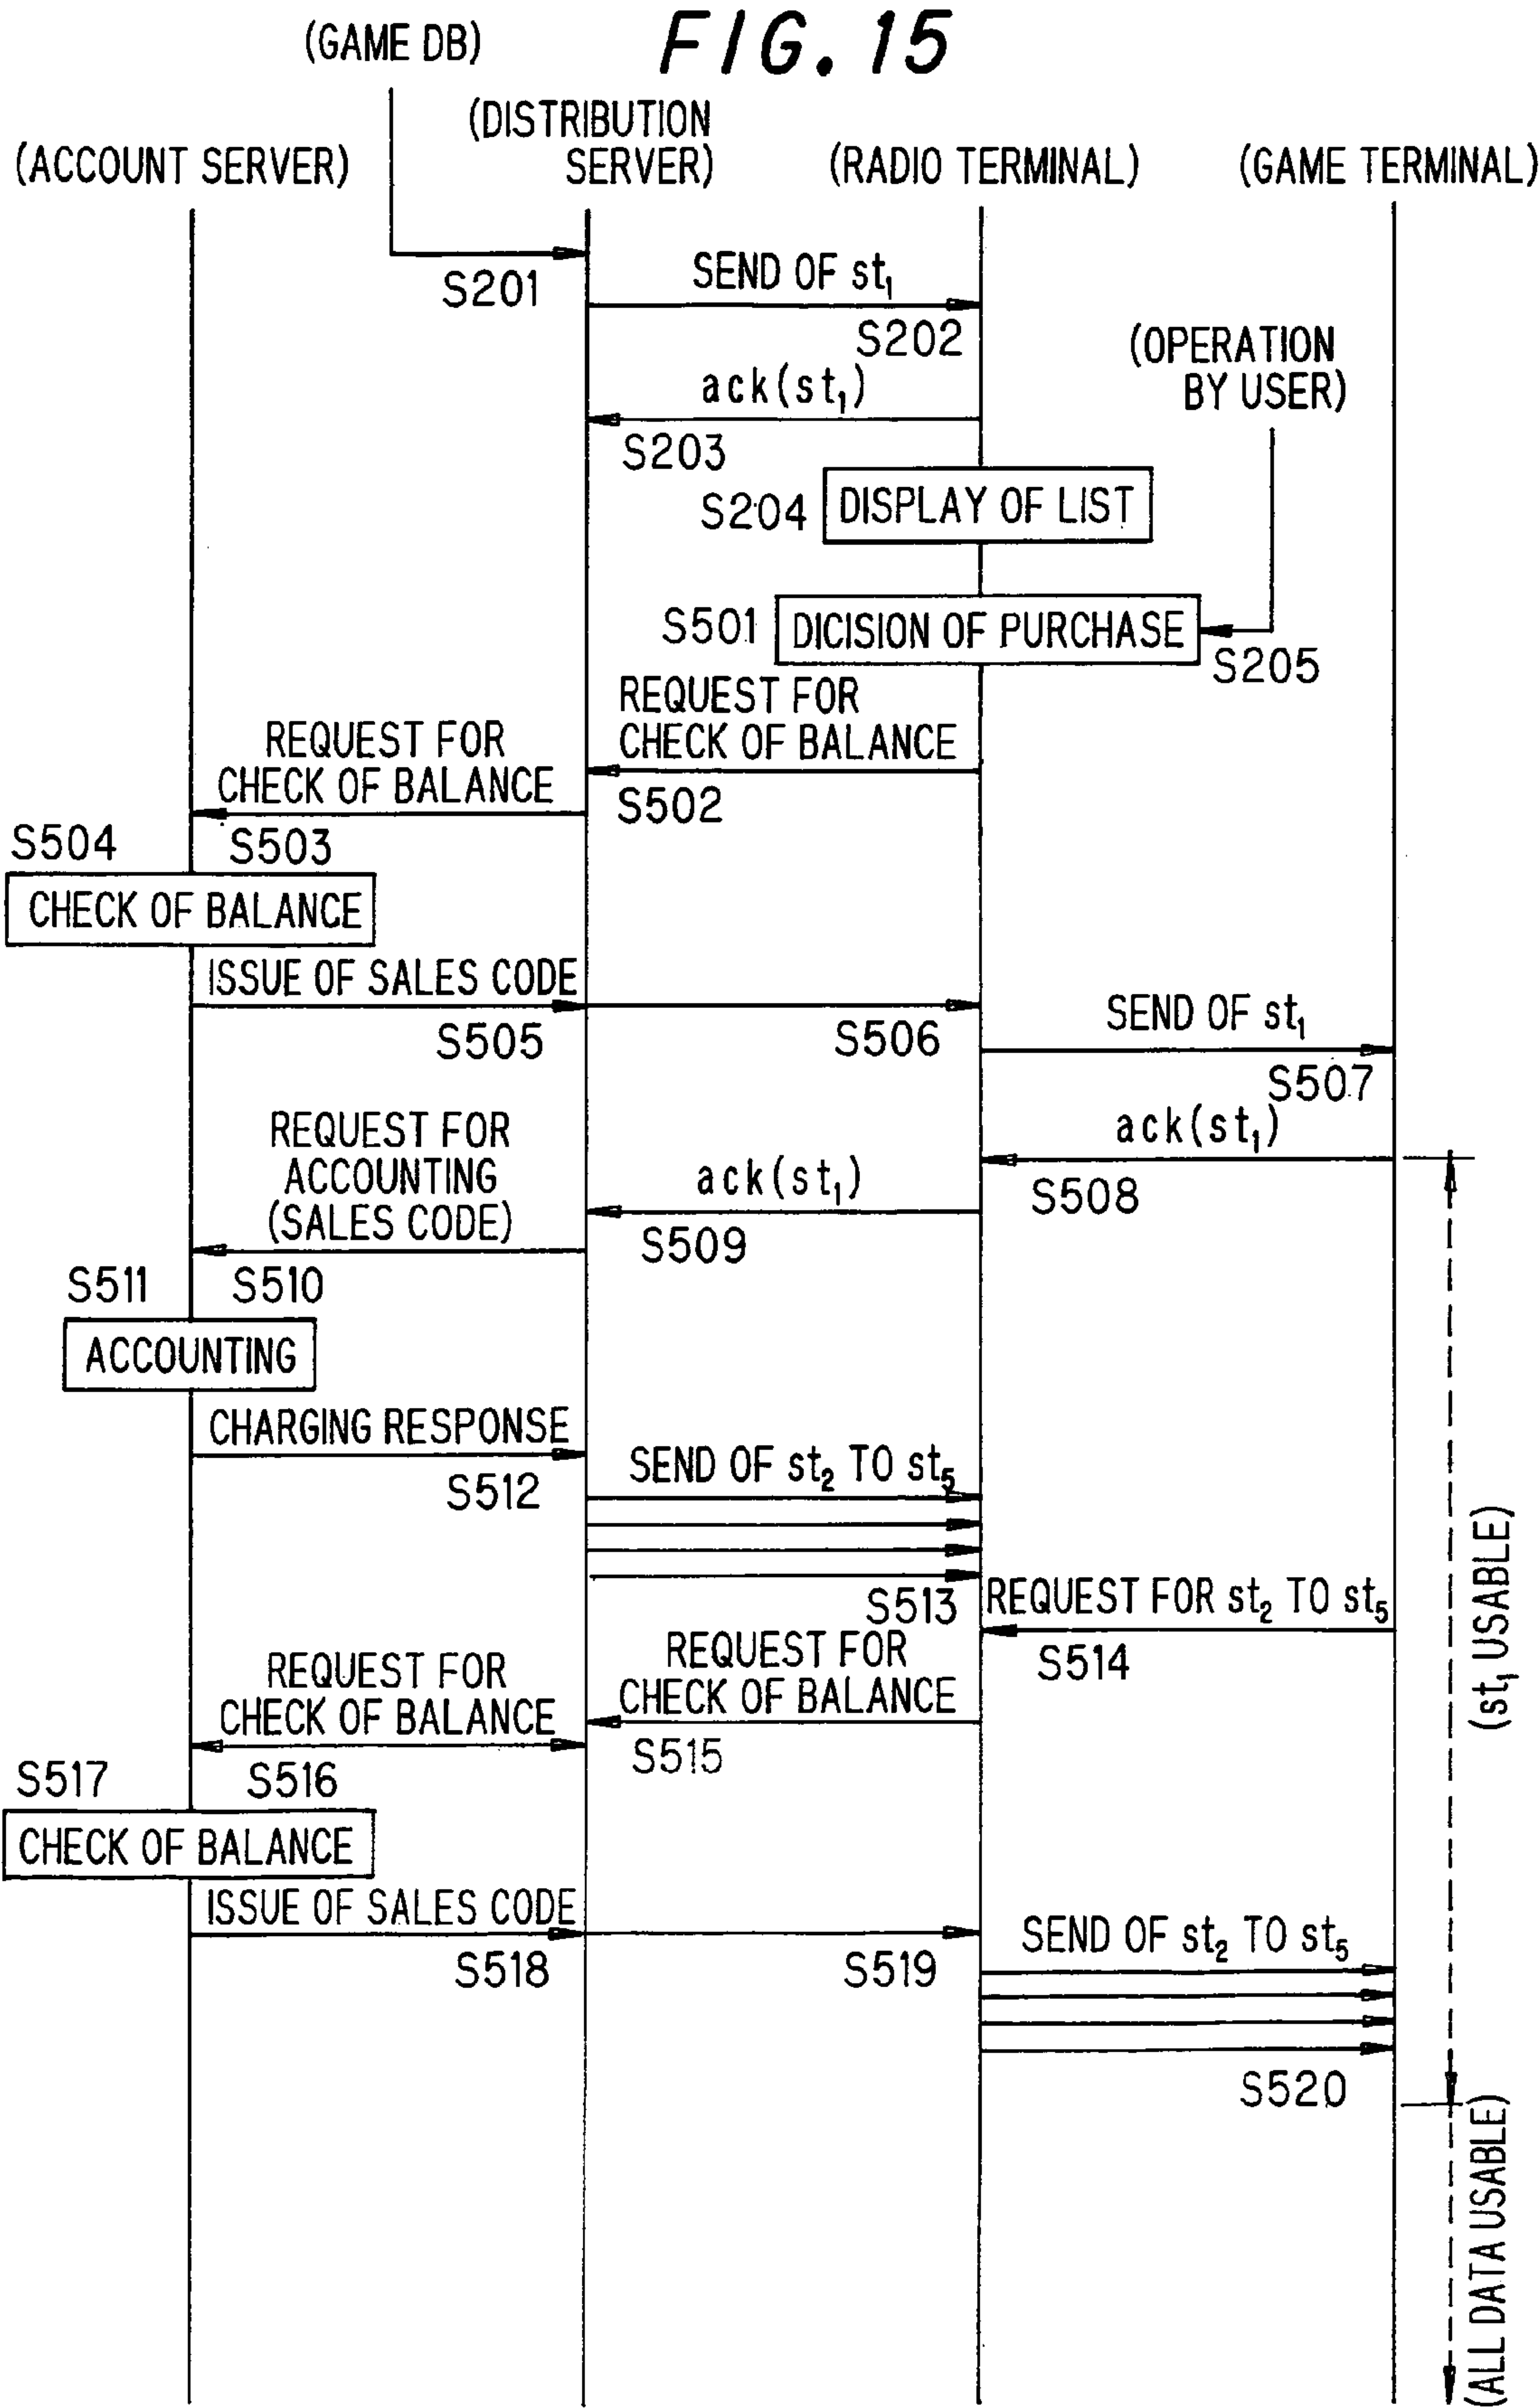 FIG. 15
(GAME DB)
(DISTRIBUTION
SERVER)
(ACCOUNT SERVER)
(RADIO TERMINAL)
(GAME TERMINAL)
S201
SEND OF st₁
S202
(OPERATION
BY USER)
ack(st₁)
S203
S204
DISPLAY OF LIST
S501
DICISION OF PURCHASE
S205
REQUEST FOR
CHECK OF BALANCE
S502
REQUEST FOR
CHECK OF BALANCE
S504
S503
CHECK OF BALANCE
ISSUE OF SALES CODE
S505
S506
SEND OF st₁
S507
ack(st₁)
S508
ack(st₁)
S509
REQUEST FOR
ACCOUNTING
(SALES CODE)
S511
S510
ACCOUNTING
CHARGING RESPONSE
S512
SEND OF st₂ TO st₅
S513
REQUEST FOR st₂ TO st₅
S514
REQUEST FOR
CHECK OF BALANCE
S515
REQUEST FOR
CHECK OF BALANCE
S517
S516
CHECK OF BALANCE
ISSUE OF SALES CODE
S518
S519
SEND OF st₂ TO st₅
S520
(st₁ USABLE)
(ALL DATA USABLE)